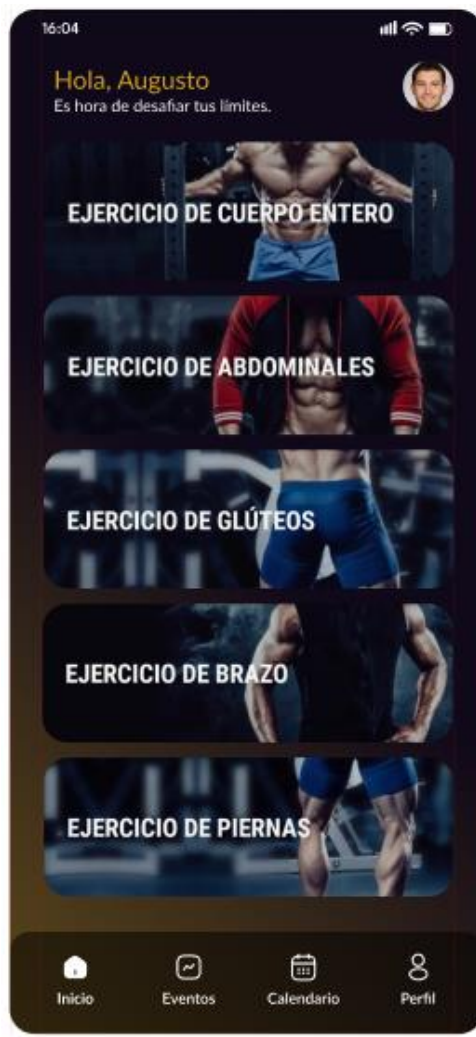 16:04
Hola, Augusto
Es hora de desafiar tus límites.
EJERCICIO DE CUERPO ENTERO
EJERCICIO DE ABDOMINALES
EJERCICIO DE GLÚTEOS
EJERCICIO DE BRAZO
EJERCICIO DE PIERNAS
Inicio Eventos Calendario Perfil